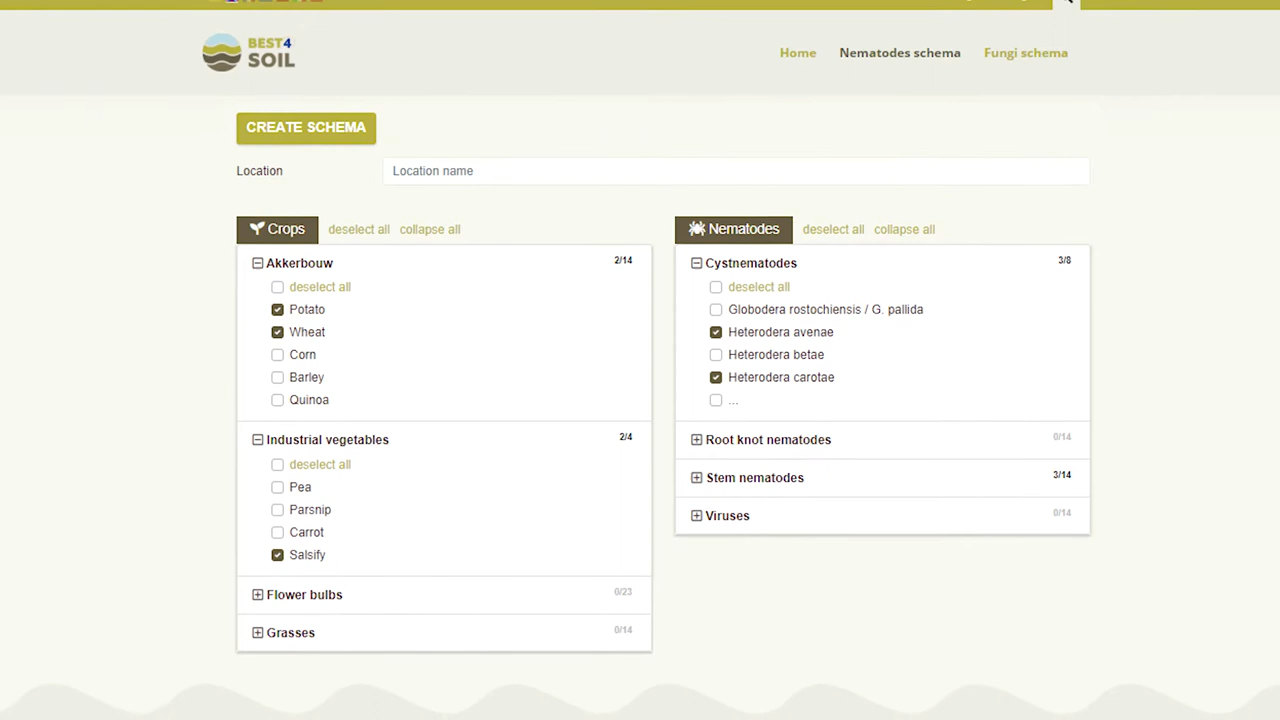 BEST4
SOIL
Home
Nematodes schema
Fungi schema
CREATE SCHEMA
Location
Location name
Crops
deselect all
collapse all
Akkerbouw
2/14
deselect all
Potato
Wheat
Corn
Barley
Quinoa
Industrial vegetables
2/4
deselect all
Pea
Parsnip
Carrot
Salsify
Flower bulbs
0/23
Grasses
0/14
Nematodes
deselect all
collapse all
Cystnematodes
3/8
deselect all
Globodera rostochiensis / G. pallida
Heterodera avenae
Heterodera betae
Heterodera carotae
...
Root knot nematodes
0/14
Stem nematodes
3/14
Viruses
0/14